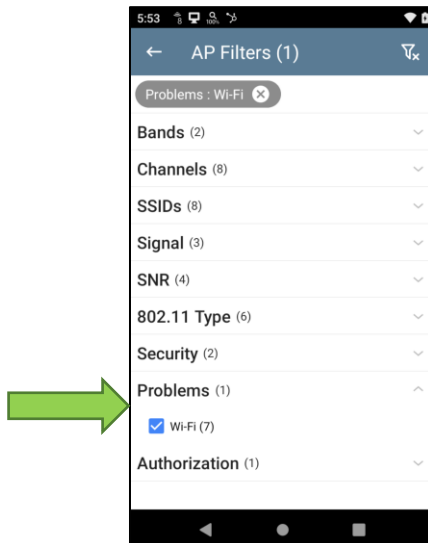 5:53
AP Filters (1)
Problems : Wi-Fi
Bands (2)
Channels (8)
SSIDs (8)
Signal (3)
SNR (4)
802.11 Type (6)
Security (2)
Problems (1)
Wi-Fi (7)
Authorization (1)